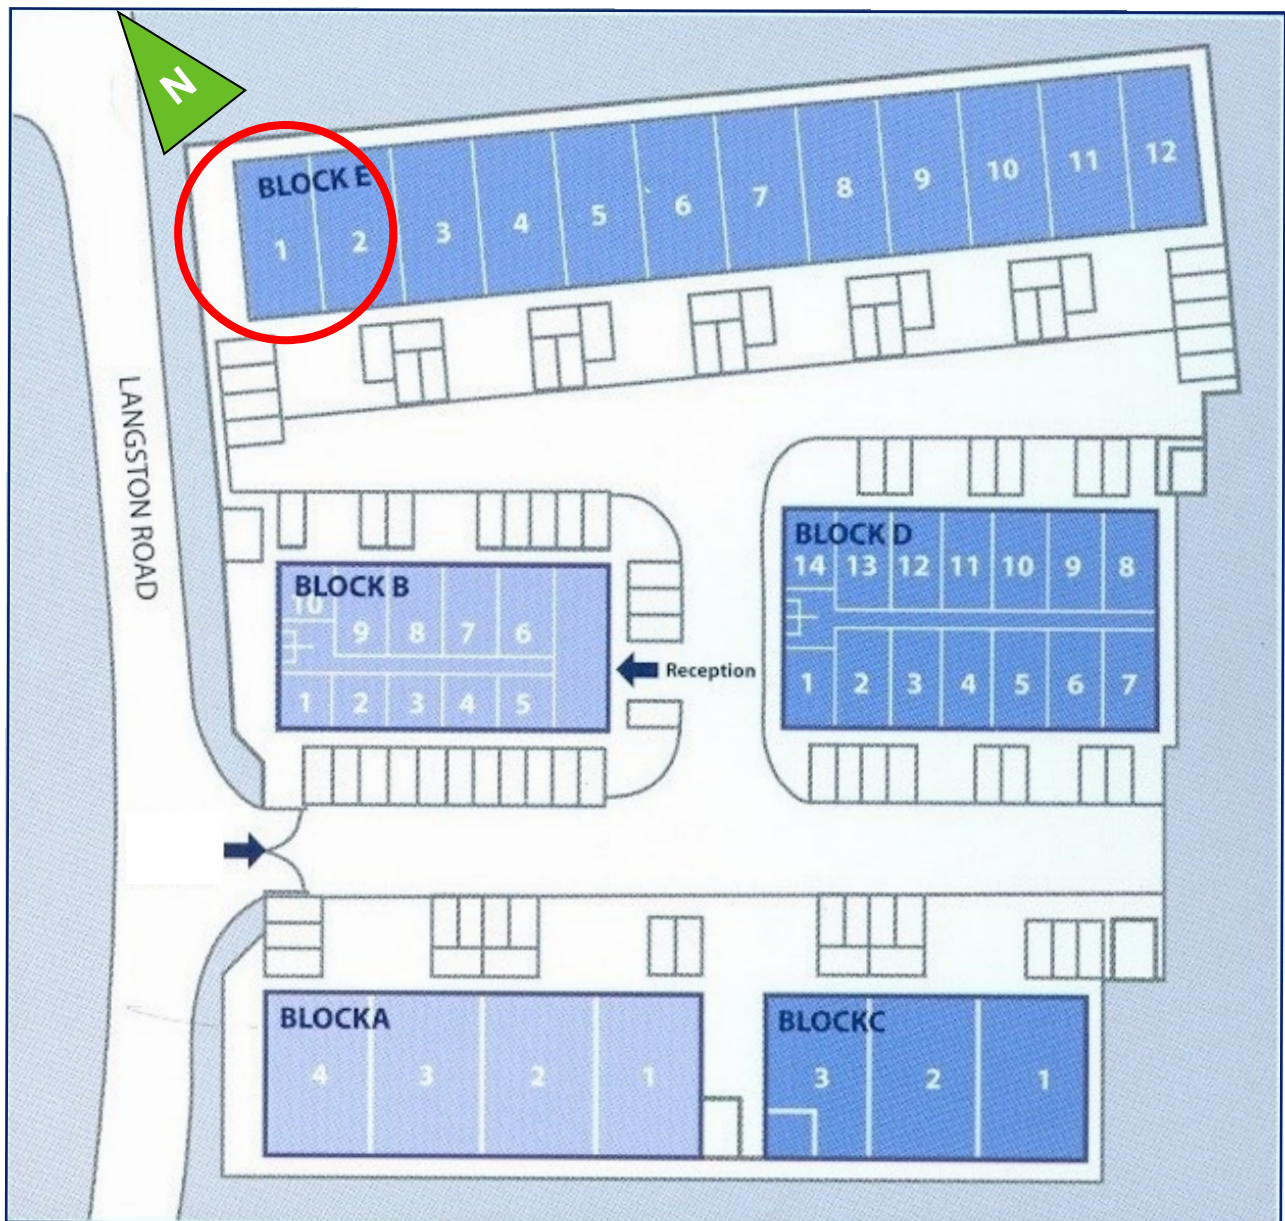 N
BLOCK E
1 2 3 4 5 6 7 8 9 10 11 12
LANGSTON ROAD
BLOCK D
14 13 12 11 10 9 8
1 2 3 4 5 6 7
BLOCK B
10 9 8 7 6
1 2 3 4 5
Reception
BLOCKA
4 3 2 1
BLOCKC
3 2 1